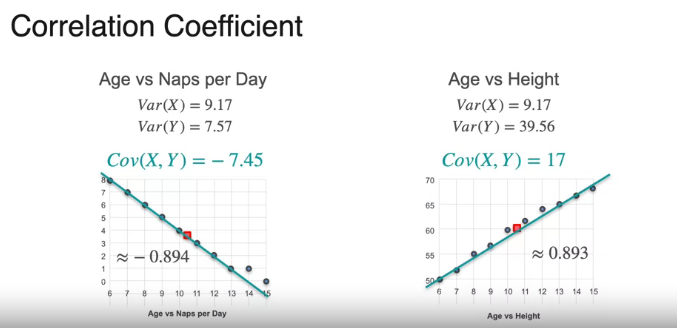 Correlation Coefficient
Age vs Naps per Day
Var(X) = 9.17
Var(Y) = 7.57
Cov(X, Y) = − 7.45
8
7
6
5
4
3
2
1
0
≈ − 0.894
6 7 8 9 10 11 12 13 14 15
Age vs Naps per Day
Age vs Height
Var(X) = 9.17
Var(Y) = 39.56
Cov(X, Y) = 17
70
65
60
55
50
≈ 0.893
6 7 8 9 10 11 12 13 14 15
Age vs Height